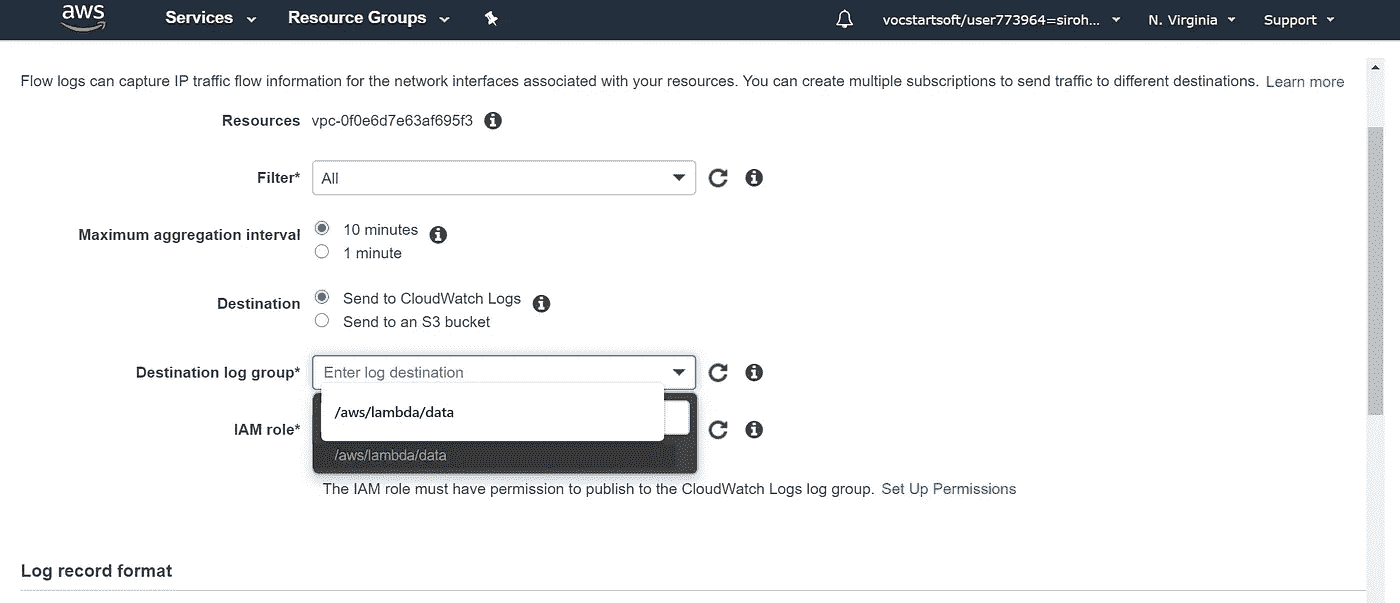 aws Services Resource Groups vocstartsoft/user773964=siroh... N. Virginia Support
Flow logs can capture IP traffic flow information for the network interfaces associated with your resources. You can create multiple subscriptions to send traffic to different destinations. Learn more
Resources vpc-0f0e6d7e63af695f3
Filter* All
Maximum aggregation interval 10 minutes
1 minute
Destination Send to CloudWatch Logs
Send to an S3 bucket
Destination log group* Enter log destination
/aws/lambda/data
IAM role*
/aws/lambda/data
The IAM role must have permission to publish to the CloudWatch Logs log group. Set Up Permissions
Log record format